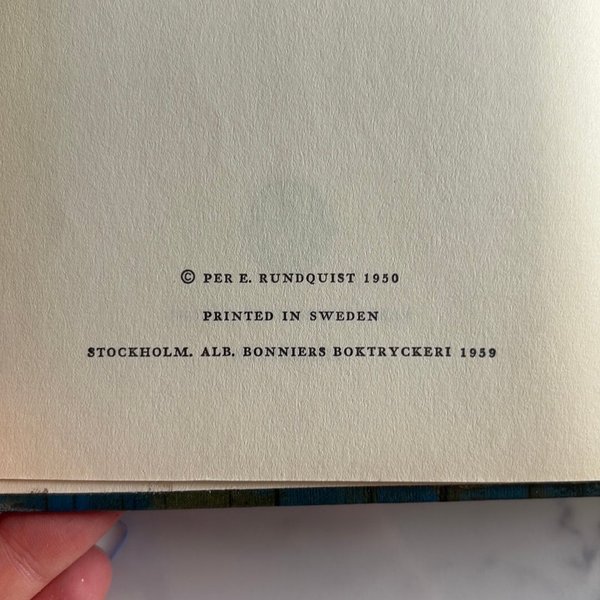 © PER E. RUNDQUIST 1950
PRINTED IN SWEDEN
STOCKHOLM. ALB. BONNIERS BOKTRYCKERI 1959